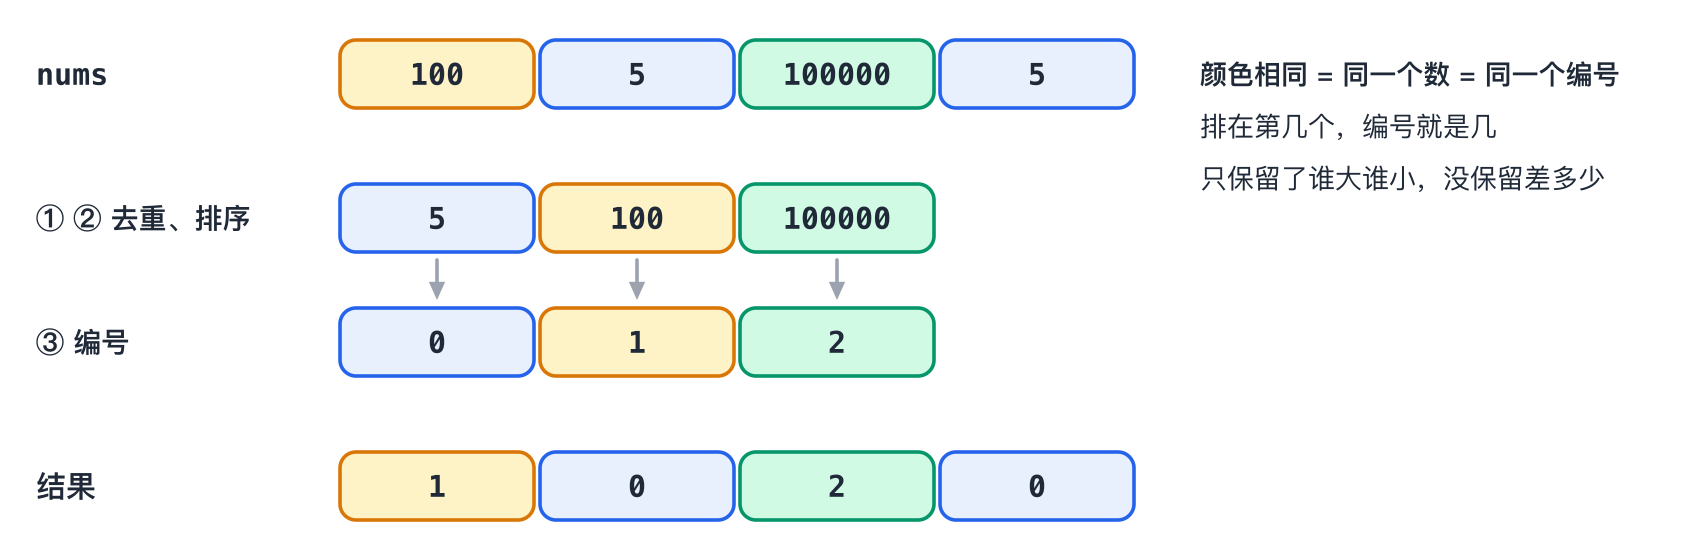 nums 100 5 100000 5
颜色相同 = 同一个数 = 同一个编号
排在第几个，编号就是几
只保留了谁大谁小，没保留差多少
① ② 去重、排序 5 100 100000
③ 编号 0 1 2
结果 1 0 2 0